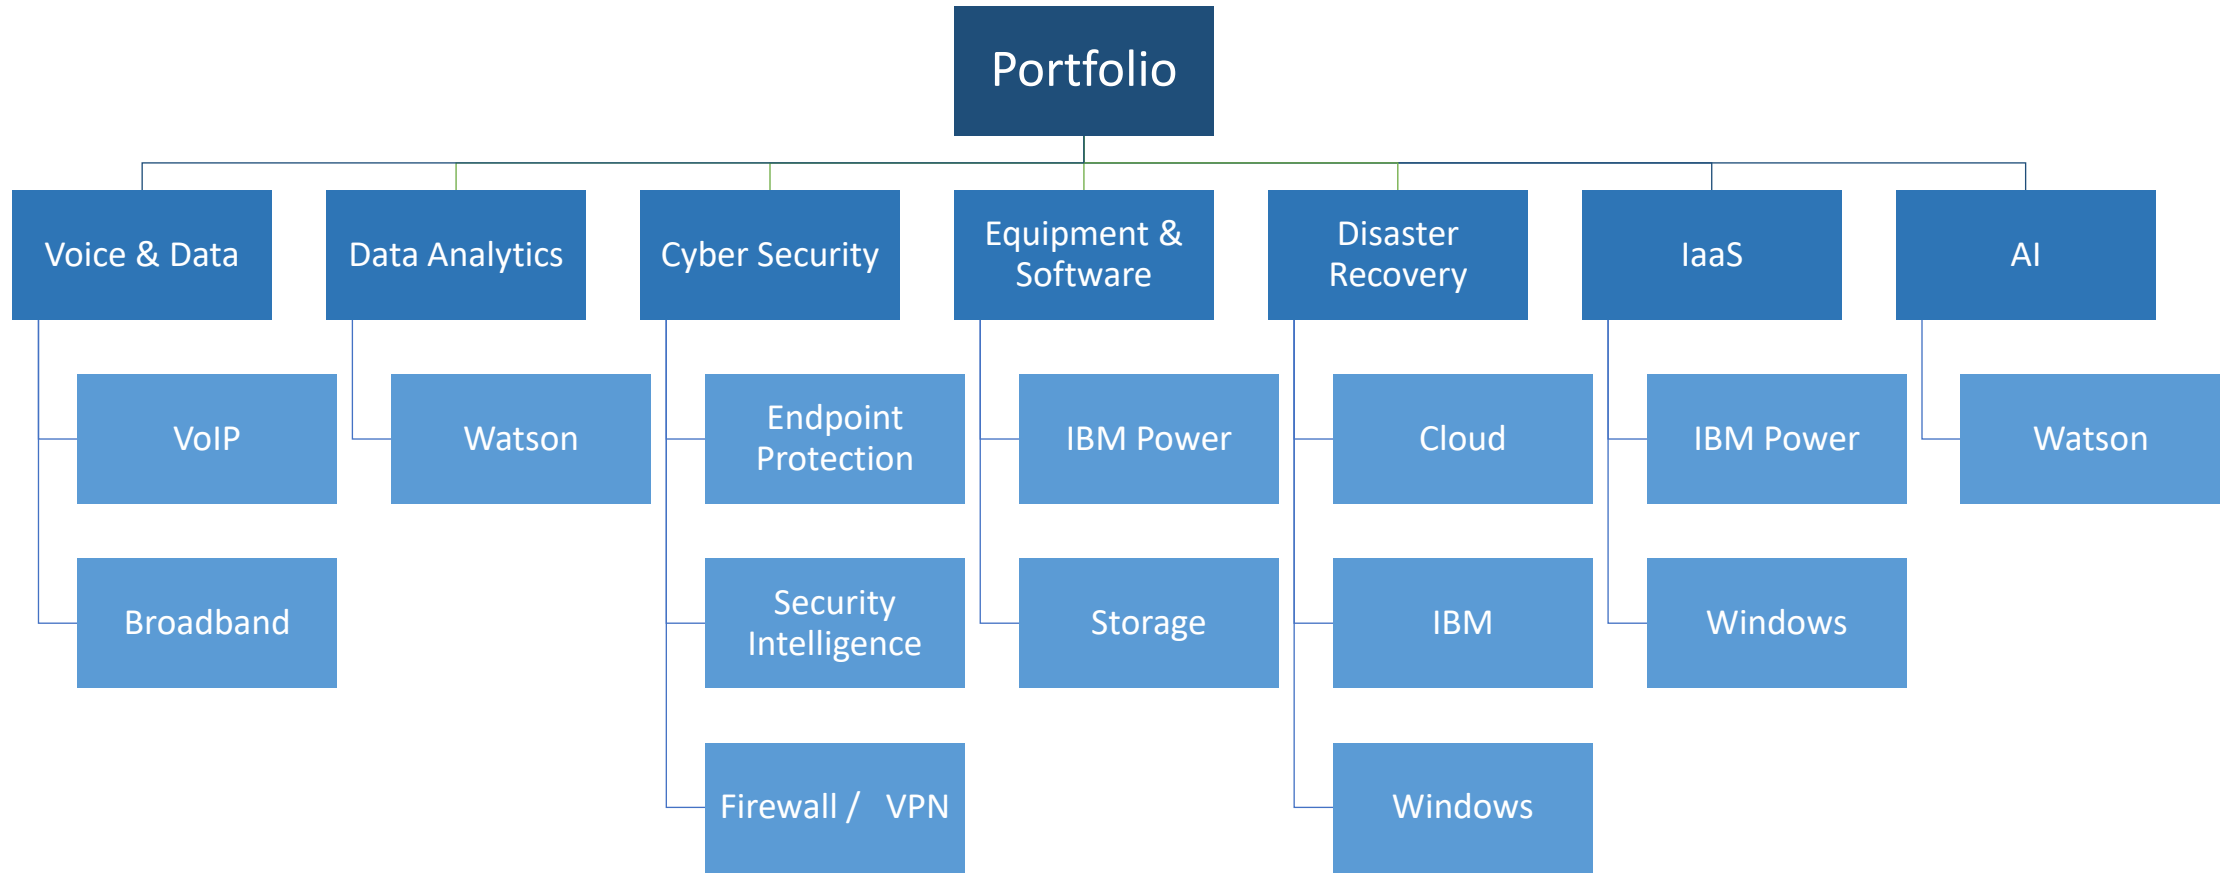 Portfolio
Voice & Data
Data Analytics
Cyber Security
Equipment &
Software
Disaster
Recovery
IaaS
AI
VoIP
Watson
Endpoint
Protection
IBM Power
Cloud
IBM Power
Watson
Broadband
Security
Intelligence
Storage
IBM
Windows
Firewall / VPN
Windows